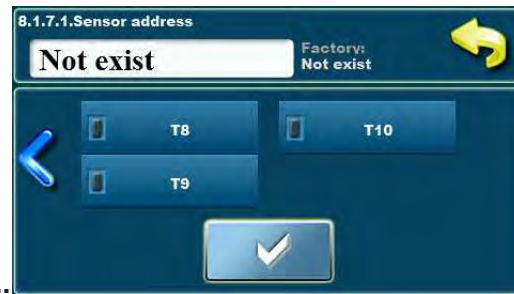 8.1.7.1.Sensor address
Not exist
Factory:
Not exist
T8
T10
T9
..